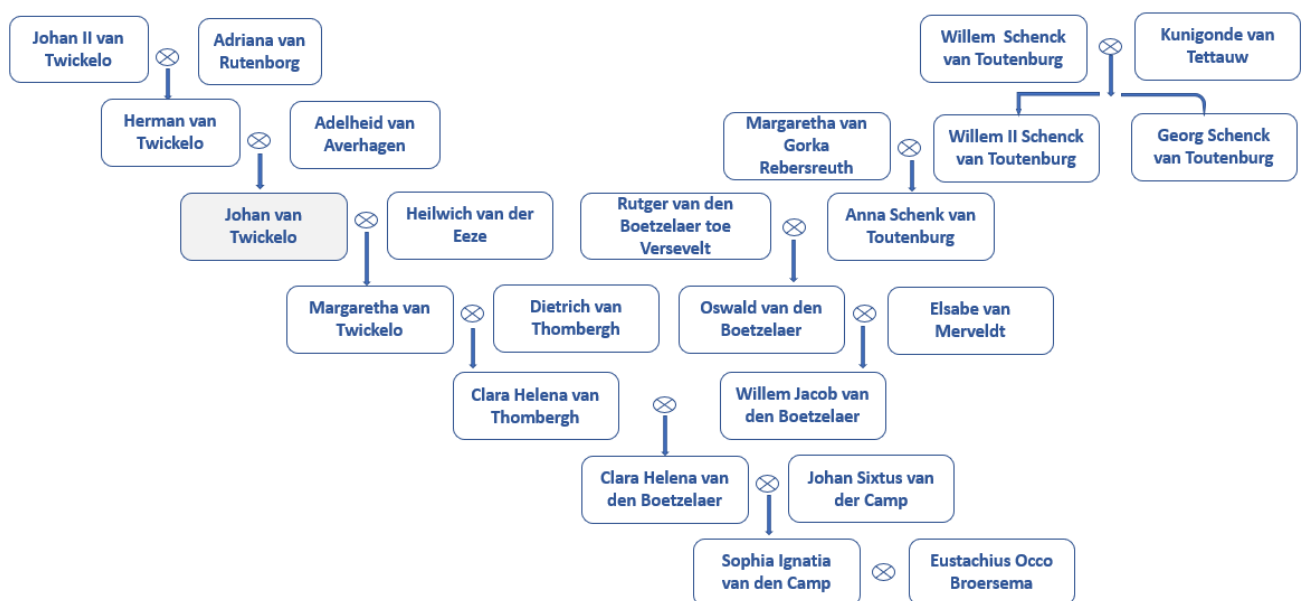 Johan II van
Twickelo
Adriana van
Rutenborg
Willem Schenck
van Toutenburg
Kunigonde van
Tettauw
Herman van
Twickelo
Adelheid van
Averhagen
Margaretha van
Gorka
Rebersreuth
Willem II Schenck
van Toutenburg
Georg Schenck
van Toutenburg
Johan van
Twickelo
Heilwich van der
Eeze
Rutger van den
Boetzelaer toe
Versevelt
Anna Schenk van
Toutenburg
Margaretha van
Twickelo
Dietrich van
Thombergh
Oswald van den
Boetzelaer
Elsabe van
Merveldt
Clara Helena van
Thombergh
Willem Jacob van
den Boetzelaer
Clara Helena van
den Boetzelaer
Johan Sixtus van
der Camp
Sophia Ignatia
van den Camp
Eustachius Occo
Broersema